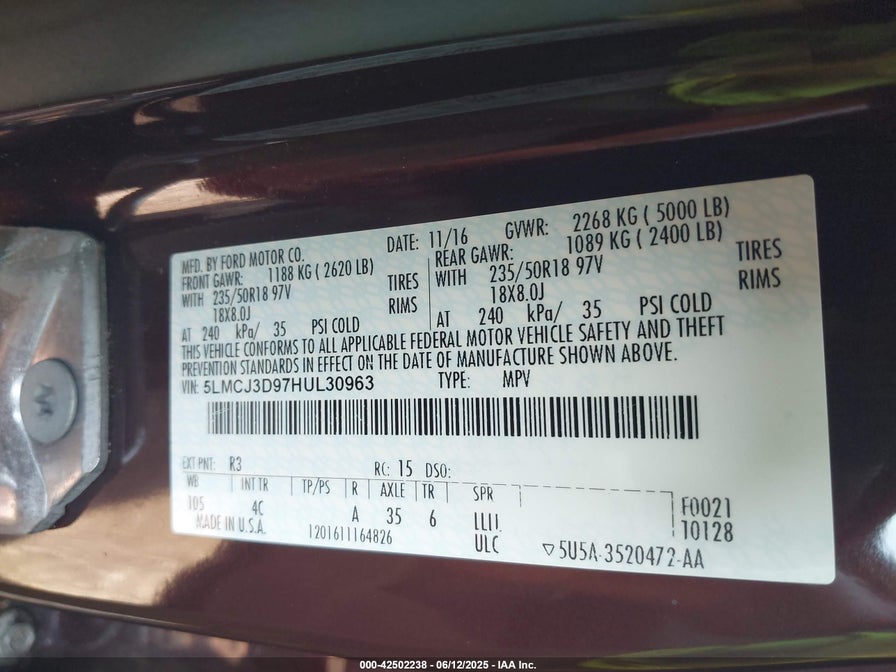 MFD. BY FORD MOTOR CO.
DATE: 11/16 GVWR: 2268 KG ( 5000 LB)
FRONT GAWR: 1188 KG ( 2620 LB)
WITH 235/50R18 97V TIRES
18X8.0J RIMS
AT 240 kPa/ 35 PSI COLD
REAR GAWR: 1089 KG ( 2400 LB)
WITH 235/50R18 97V TIRES
18X8.0J RIMS
AT 240 kPa/ 35 PSI COLD
THIS VEHICLE CONFORMS TO ALL APPLICABLE FEDERAL MOTOR VEHICLE SAFETY AND THEFT
PREVENTION STANDARDS IN EFFECT ON THE DATE OF MANUFACTURE SHOWN ABOVE.
VIN: 5LMCJ3D97HUL30963 TYPE: MPV
EXT PNT: R3 RC: 15 DSO:
WB INT TR TP/PS R AXLE TR SPR
105 4C A 35 6 LLII.
MADE IN U.S.A. 1201611164826 ULC
F0021
10128
▽5U5A-3520472-AA
000-42502238 - 06/12/2025 - IAA Inc.